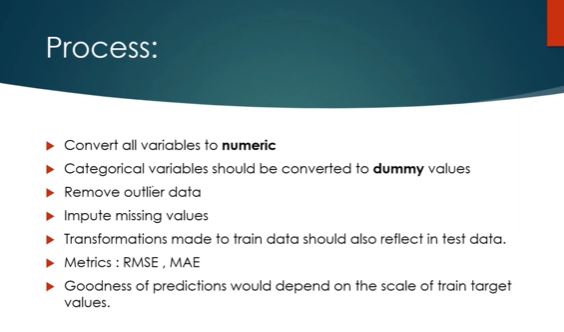 Process:
Convert all variables to numeric
Categorical variables should be converted to dummy values
Remove outlier data
Impute missing values
Transformations made to train data should also reflect in test data.
Metrics : RMSE , MAE
Goodness of predictions would depend on the scale of train target
values.